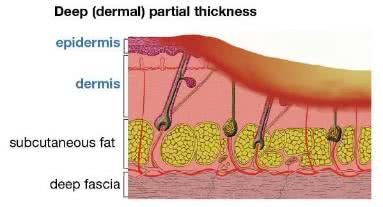 Deep (dermal) partial thickness
epidermis
dermis
subcutaneous fat
deep fascia